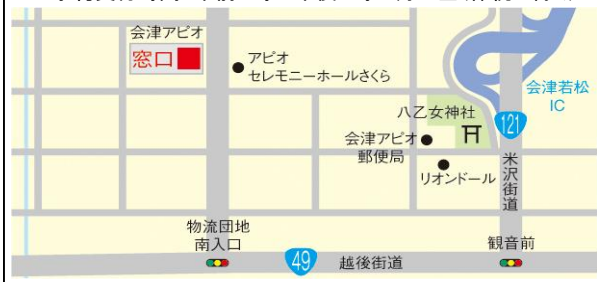 会津アピオ
窓口
アピオ
セレモニーホールさくら
会津若松
IC
八乙女神社
121
会津アピオ
郵便局
リオンドール
米沢街道
物流団地
南入口
観音前
49
越後街道